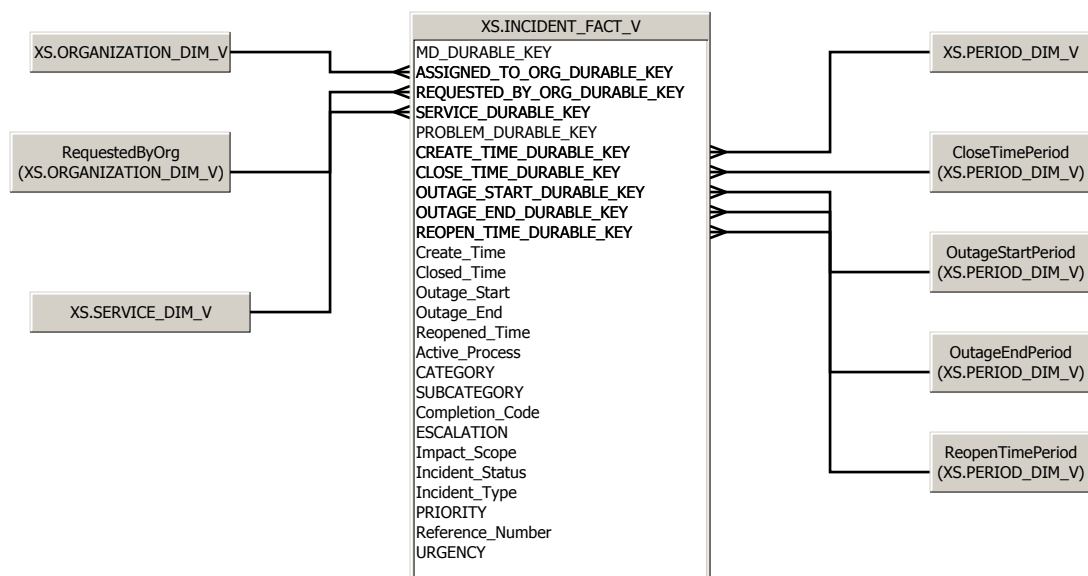 XS.ORGANIZATION_DIM_V
RequestedByOrg
(XS.ORGANIZATION_DIM_V)
XS.SERVICE_DIM_V
XS.INCIDENT_FACT_V
MD_DURABLE_KEY
ASSIGNED_TO_ORG_DURABLE_KEY
REQUESTED_BY_ORG_DURABLE_KEY
SERVICE_DURABLE_KEY
PROBLEM_DURABLE_KEY
CREATE_TIME_DURABLE_KEY
CLOSE_TIME_DURABLE_KEY
OUTAGE_START_DURABLE_KEY
OUTAGE_END_DURABLE_KEY
REOPEN_TIME_DURABLE_KEY
Create_Time
Closed_Time
Outage_Start
Outage_End
Reopened_Time
Active_Process
CATEGORY
SUBCATEGORY
Completion_Code
ESCALATION
Impact_Scope
Incident_Status
Incident_Type
PRIORITY
Reference_Number
URGENCY
XS.PERIOD_DIM_V
CloseTimePeriod
(XS.PERIOD_DIM_V)
OutageStartPeriod
(XS.PERIOD_DIM_V)
OutageEndPeriod
(XS.PERIOD_DIM_V)
ReopenTimePeriod
(XS.PERIOD_DIM_V)